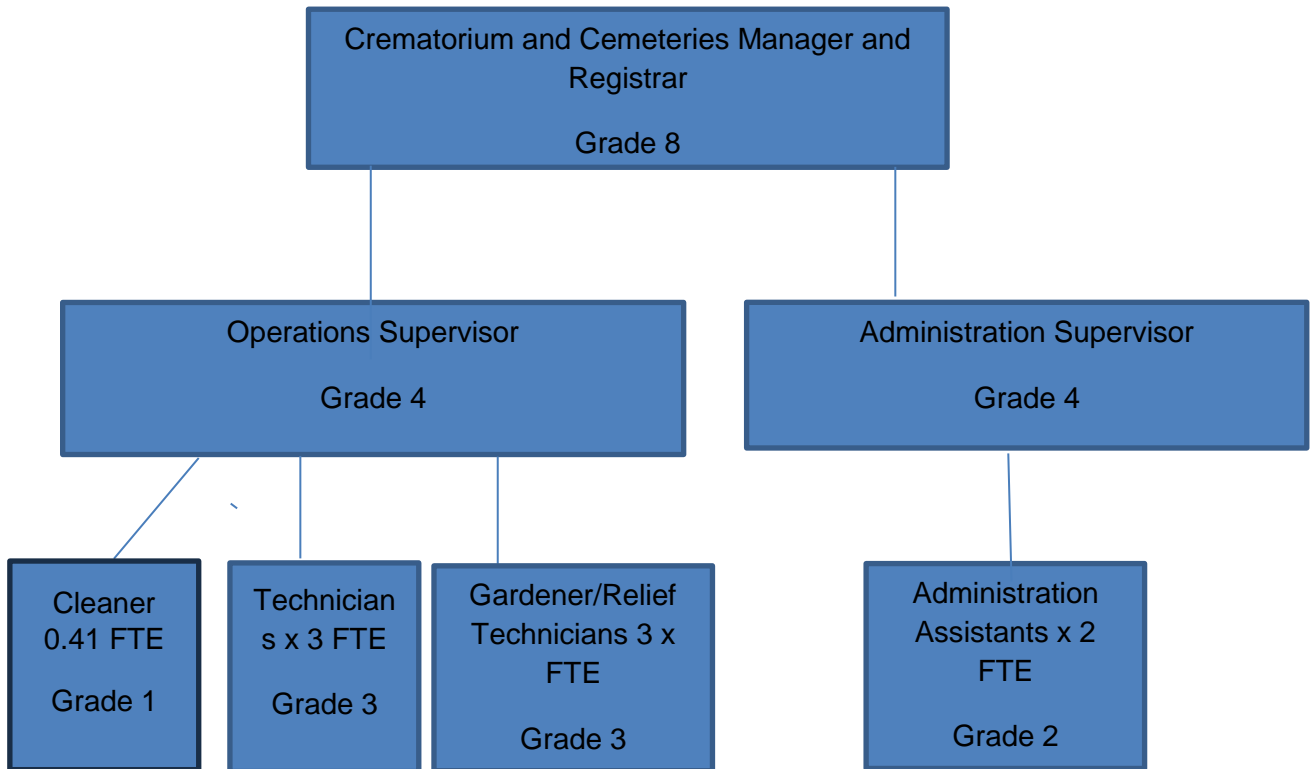 Crematorium and Cemeteries Manager and
Registrar
Grade 8
Operations Supervisor
Grade 4
Administration Supervisor
Grade 4
Cleaner
0.41 FTE
Grade 1
Technician
s x 3 FTE
Grade 3
Gardener/Relief
Technicians 3 x
FTE
Grade 3
Administration
Assistants x 2
FTE
Grade 2